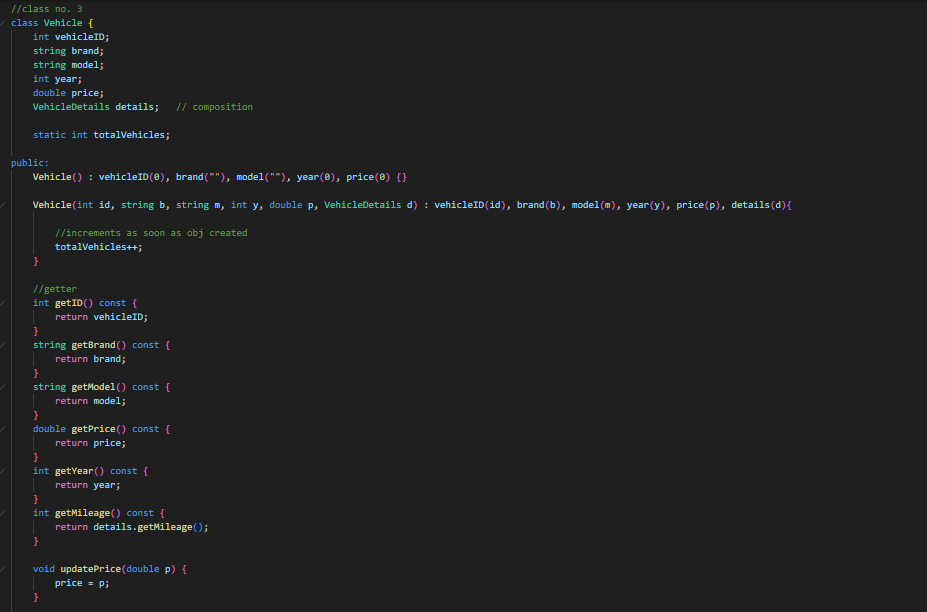 //class no. 3
class Vehicle {
    int vehicleID;
    string brand;
    string model;
    int year;
    double price;
    VehicleDetails details;   // composition

    static int totalVehicles;

public:
    Vehicle() : vehicleID(0), brand(""), model(""), year(0), price(0) {}

    Vehicle(int id, string b, string m, int y, double p, VehicleDetails d) : vehicleID(id), brand(b), model(m), year(y), price(p), details(d){

        //increments as soon as obj created
        totalVehicles++;
    }

    //getter
    int getID() const {
        return vehicleID;
    }
    string getBrand() const {
        return brand;
    }
    string getModel() const {
        return model;
    }
    double getPrice() const {
        return price;
    }
    int getYear() const {
        return year;
    }
    int getMileage() const {
        return details.getMileage();
    }

    void updatePrice(double p) {
        price = p;
    }